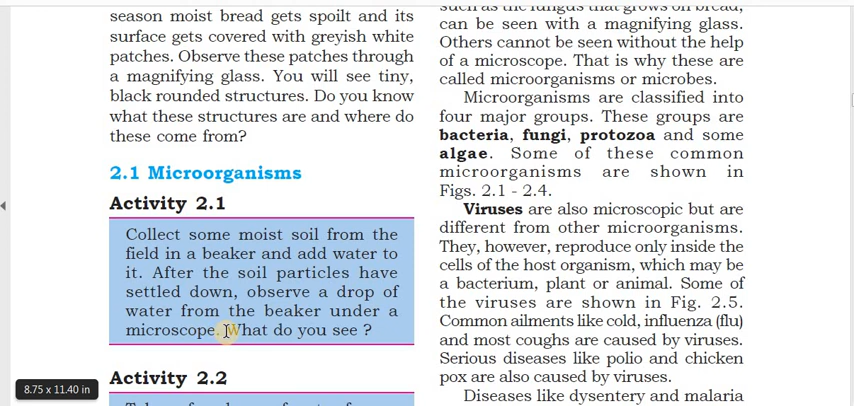 season moist bread gets spoilt and its
surface gets covered with greyish white
patches. Observe these patches through
a magnifying glass. You will see tiny,
black rounded structures. Do you know
what these structures are and where do
these come from?
2.1 Microorganisms
Activity 2.1
Collect some moist soil from the
field in a beaker and add water to
it. After the soil particles have
settled down, observe a drop of
water from the beaker under a
microscope. What do you see ?
Activity 2.2
8.75 x 11.40 in
such as the fungus that grows on bread,
can be seen with a magnifying glass.
Others cannot be seen without the help
of a microscope. That is why these are
called microorganisms or microbes.
Microorganisms are classified into
four major groups. These groups are
bacteria, fungi, protozoa and some
algae. Some of these common
microorganisms are shown in
Figs. 2.1 - 2.4.
Viruses are also microscopic but are
different from other microorganisms.
They, however, reproduce only inside the
cells of the host organism, which may be
a bacterium, plant or animal. Some of
the viruses are shown in Fig. 2.5.
Common ailments like cold, influenza (flu)
and most coughs are caused by viruses.
Serious diseases like polio and chicken
pox are also caused by viruses.
Diseases like dysentery and malaria